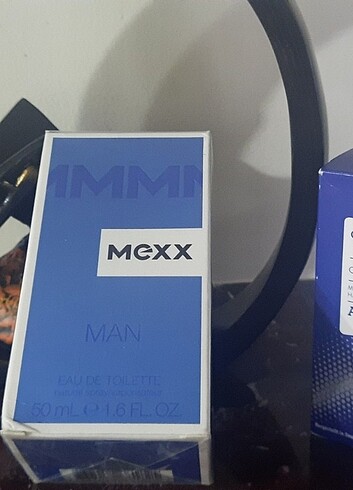 MMMM
MEXX
MAN
EAU DE TOILETTE
50 mL e 1.6 FL. OZ.